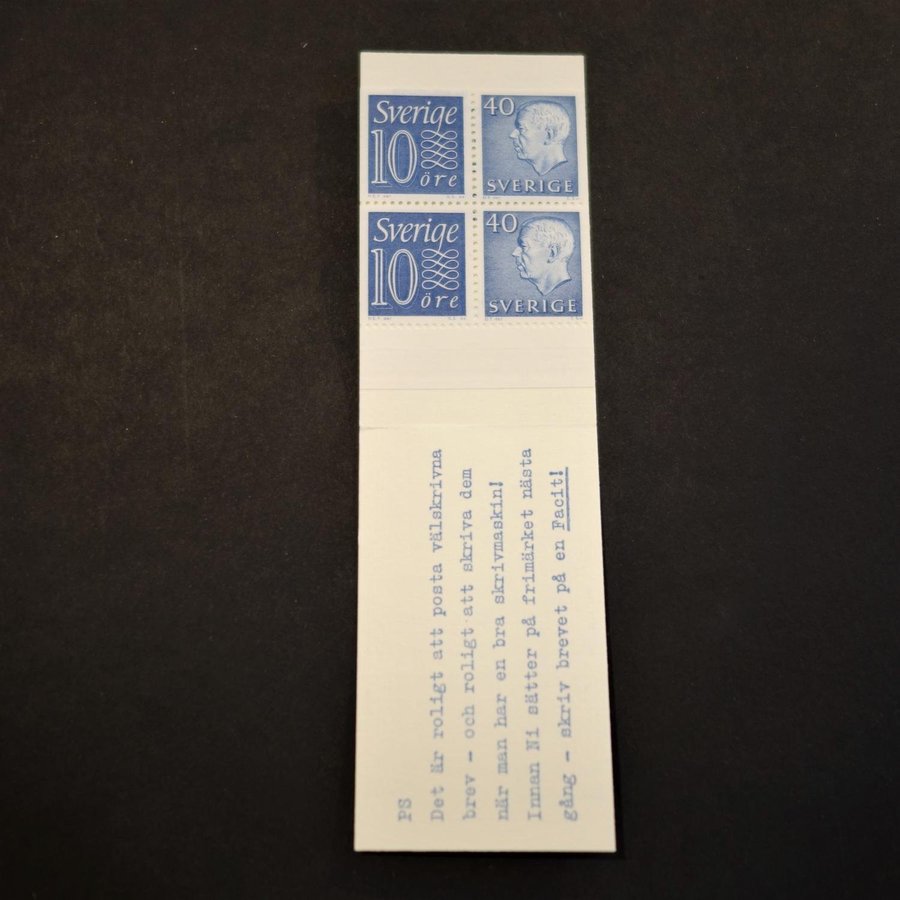 Sverige
10
öre
40
SVERIGE
Sverige
10
öre
40
SVERIGE
PS
Det är roligt att posta välskrivna
brev - och roligt att skriva dem
när man har en bra skrivmaskin!
Innan Ni sätter på frimärket nästa
gång - skriv brevet på en Facit!